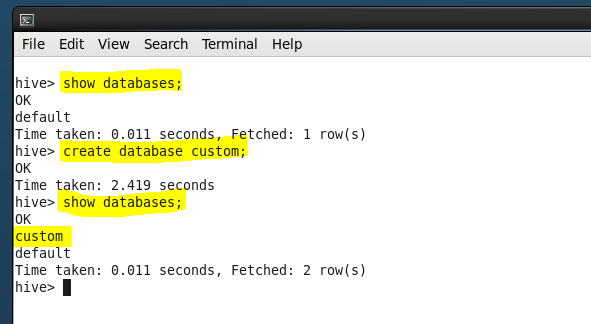 File Edit View Search Terminal Help
hive> show databases;
OK
default
Time taken: 0.011 seconds, Fetched: 1 row(s)
hive> create database custom;
OK
Time taken: 2.419 seconds
hive> show databases;
OK
custom
default
Time taken: 0.011 seconds, Fetched: 2 row(s)
hive>